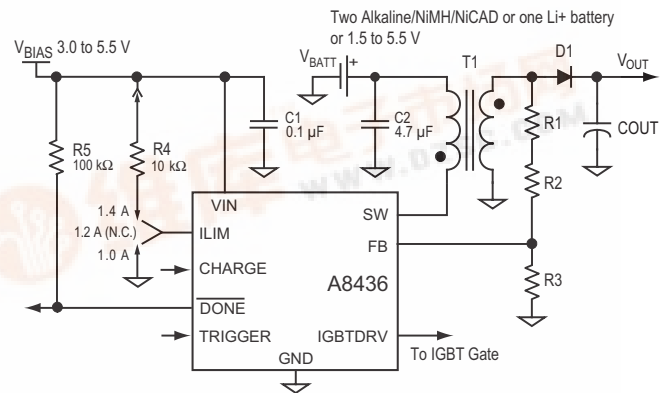 Two Alkaline/NiMH/NiCAD or one Li+ battery
or 1.5 to 5.5 V
VBIAS 3.0 to 5.5 V
VBATT
+
T1
D1
VOUT
C1
0.1 µF
C2
4.7 µF
R1
COUT
R5
100 kΩ
R4
10 kΩ
R2
VIN
SW
1.4 A
1.2 A (N.C.)
1.0 A
ILIM
FB
CHARGE
A8436
R3
DONE
TRIGGER
IGBTDRV
To IGBT Gate
GND